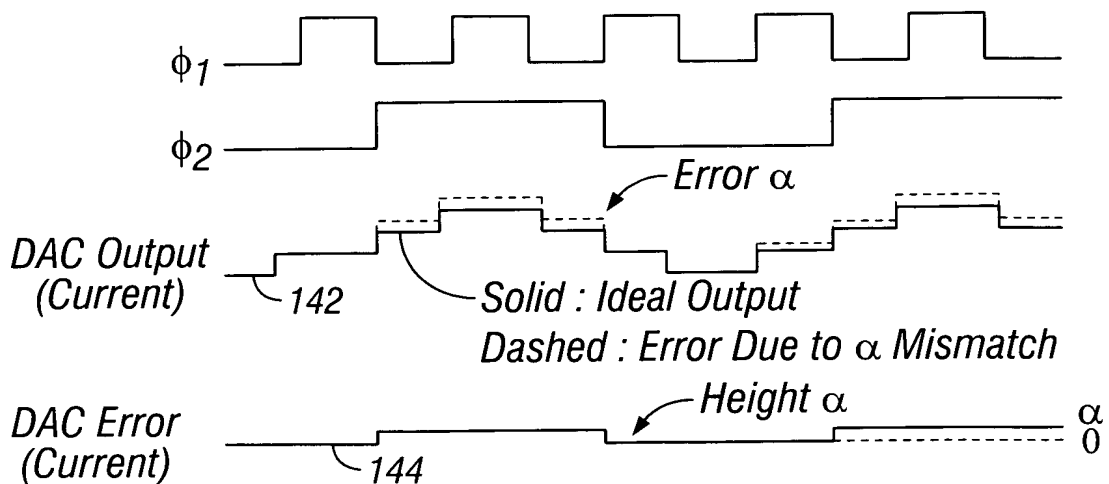 ϕ1
ϕ2
Error α
DAC Output
(Current)
142
Solid : Ideal Output
Dashed : Error Due to α Mismatch
Height α
DAC Error
(Current)
144
α
0